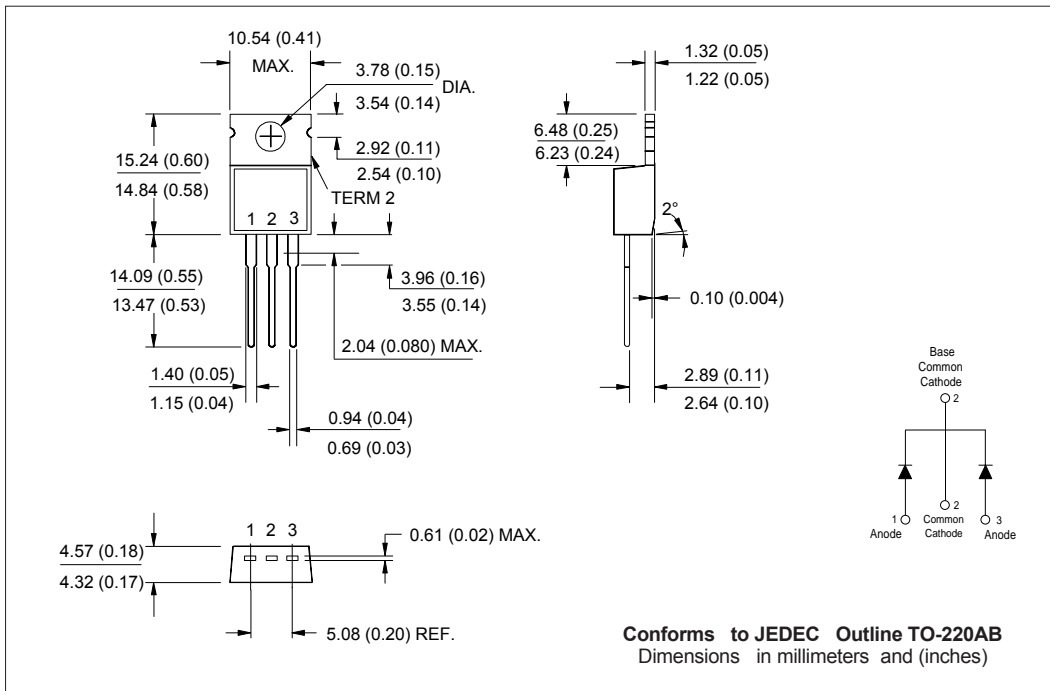 10.54 (0.41)
MAX.
3.78 (0.15)
DIA.
3.54 (0.14)
1.32 (0.05)
1.22 (0.05)
15.24 (0.60)
14.84 (0.58)
2.92 (0.11)
2.54 (0.10)
TERM 2
6.48 (0.25)
6.23 (0.24)
2°
1 2 3
14.09 (0.55)
13.47 (0.53)
3.96 (0.16)
3.55 (0.14)
0.10 (0.004)
2.04 (0.080) MAX.
1.40 (0.05)
1.15 (0.04)
0.94 (0.04)
0.69 (0.03)
2.89 (0.11)
2.64 (0.10)
Base
Common
Cathode
2
1
Anode
2
Common
Cathode
3
Anode
1 2 3
0.61 (0.02) MAX.
4.57 (0.18)
4.32 (0.17)
5.08 (0.20) REF.
Conforms to JEDEC Outline TO-220AB
Dimensions in millimeters and (inches)